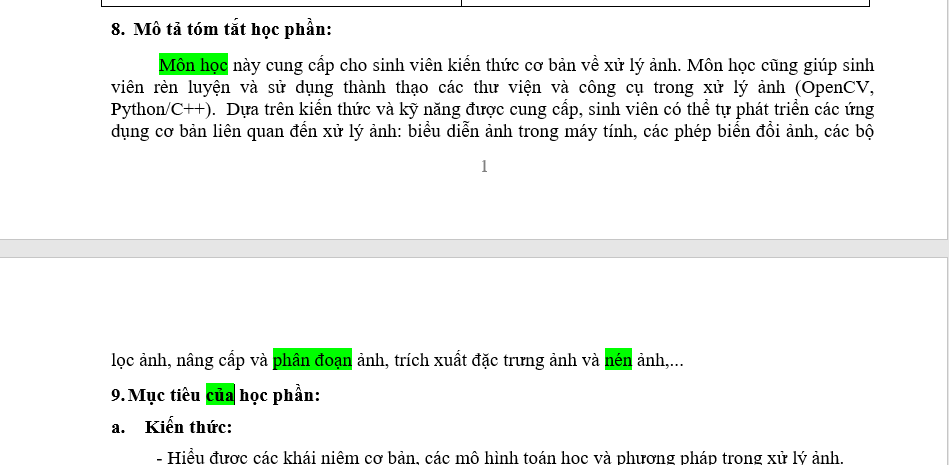 8. Mô tả tóm tắt học phần:
Môn học này cung cấp cho sinh viên kiến thức cơ bản về xử lý ảnh. Môn học cũng giúp sinh
viên rèn luyện và sử dụng thành thạo các thư viện và công cụ trong xử lý ảnh (OpenCV,
Python/C++). Dựa trên kiến thức và kỹ năng được cung cấp, sinh viên có thể tự phát triển các ứng
dụng cơ bản liên quan đến xử lý ảnh: biểu diễn ảnh trong máy tính, các phép biến đổi ảnh, các bộ
1
lọc ảnh, nâng cấp và phân đoạn ảnh, trích xuất đặc trưng ảnh và nén ảnh,...
9. Mục tiêu của học phần:
a. Kiến thức:
- Hiểu được các khái niệm cơ bản, các mô hình toán học và phương pháp trong xử lý ảnh.